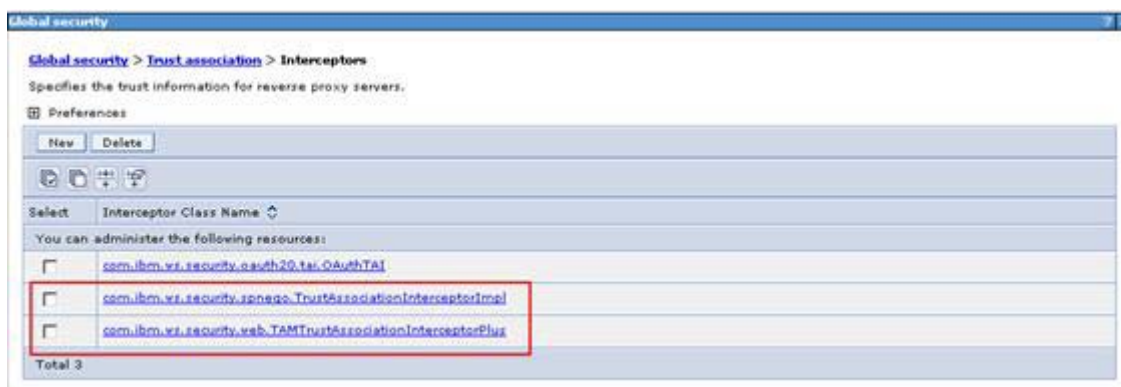 Global security ?
Global security > Trust association > Interceptors
Specifies the trust information for reverse proxy servers.
Preferences
New Delete
Select Interceptor Class Name
You can administer the following resources:
com.ibm.ws.security.oauth20.tai.OAuthTAI
com.ibm.ws.security.spnego.TrustAssociationInterceptorImpl
com.ibm.ws.security.web.TAMTrustAssociationInterceptorPlus
Total 3